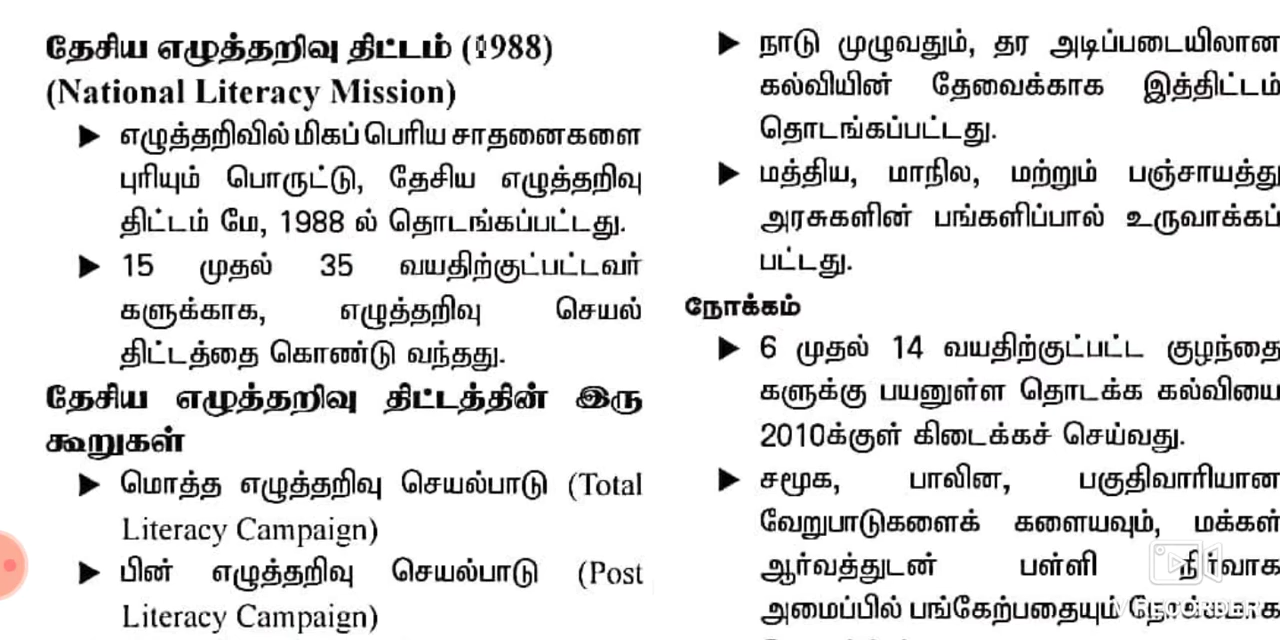 தேசிய எழுத்தறிவு திட்டம் (1988)
(National Literacy Mission)
► எழுத்தறிவில் மிகப் பெரிய சாதனைகளை
புரியும் பொருட்டு, தேசிய எழுத்தறிவு
திட்டம் மே, 1988 ல் தொடங்கப்பட்டது.
► 15 முதல் 35 வயதிற்குட்பட்டவர்
களுக்காக, எழுத்தறிவு செயல்
திட்டத்தை கொண்டு வந்தது.
தேசிய எழுத்தறிவு திட்டத்தின் இரு
கூறுகள்
► மொத்த எழுத்தறிவு செயல்பாடு (Total
Literacy Campaign)
► பின் எழுத்தறிவு செயல்பாடு (Post
Literacy Campaign)
► நாடு முழுவதும், தர அடிப்படையிலான
கல்வியின் தேவைக்காக இத்திட்டம்
தொடங்கப்பட்டது.
► மத்திய, மாநில, மற்றும் பஞ்சாயத்து
அரசுகளின் பங்களிப்பால் உருவாக்கப்
பட்டது.
நோக்கம்
► 6 முதல் 14 வயதிற்குட்பட்ட குழந்தை
களுக்கு பயனுள்ள தொடக்க கல்வியை
2010க்குள் கிடைக்கச் செய்வது.
► சமூக, பாலின, பகுதிவாரியான
வேறுபாடுகளைக் களையவும், மக்கள்
ஆர்வத்துடன் பள்ளி நிர்வாக
அமைப்பில் பங்கேற்பதையும் நோக்கமாக
V RECORDER